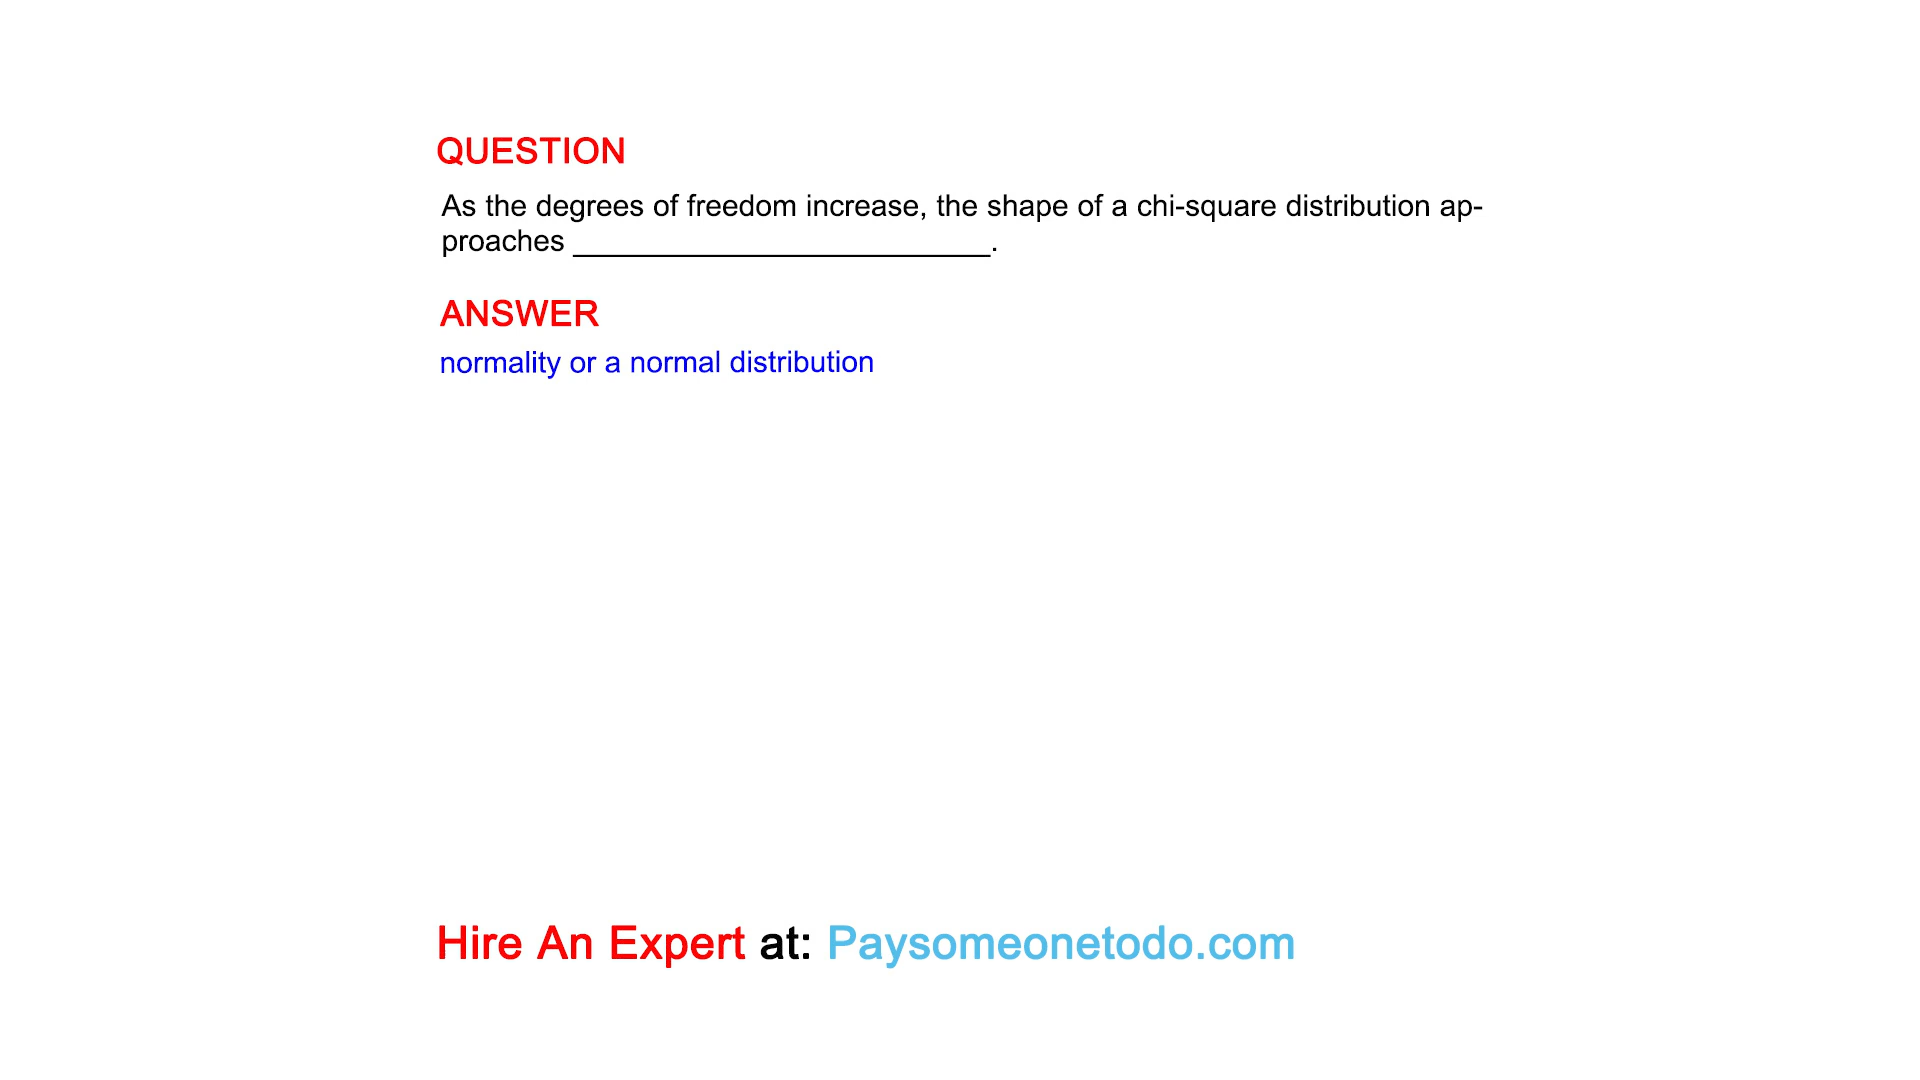 QUESTION
As the degrees of freedom increase, the shape of a chi-square distribution ap-
proaches _________________________.
ANSWER
normality or a normal distribution
Hire An Expert at: Paysomeonetodo.com